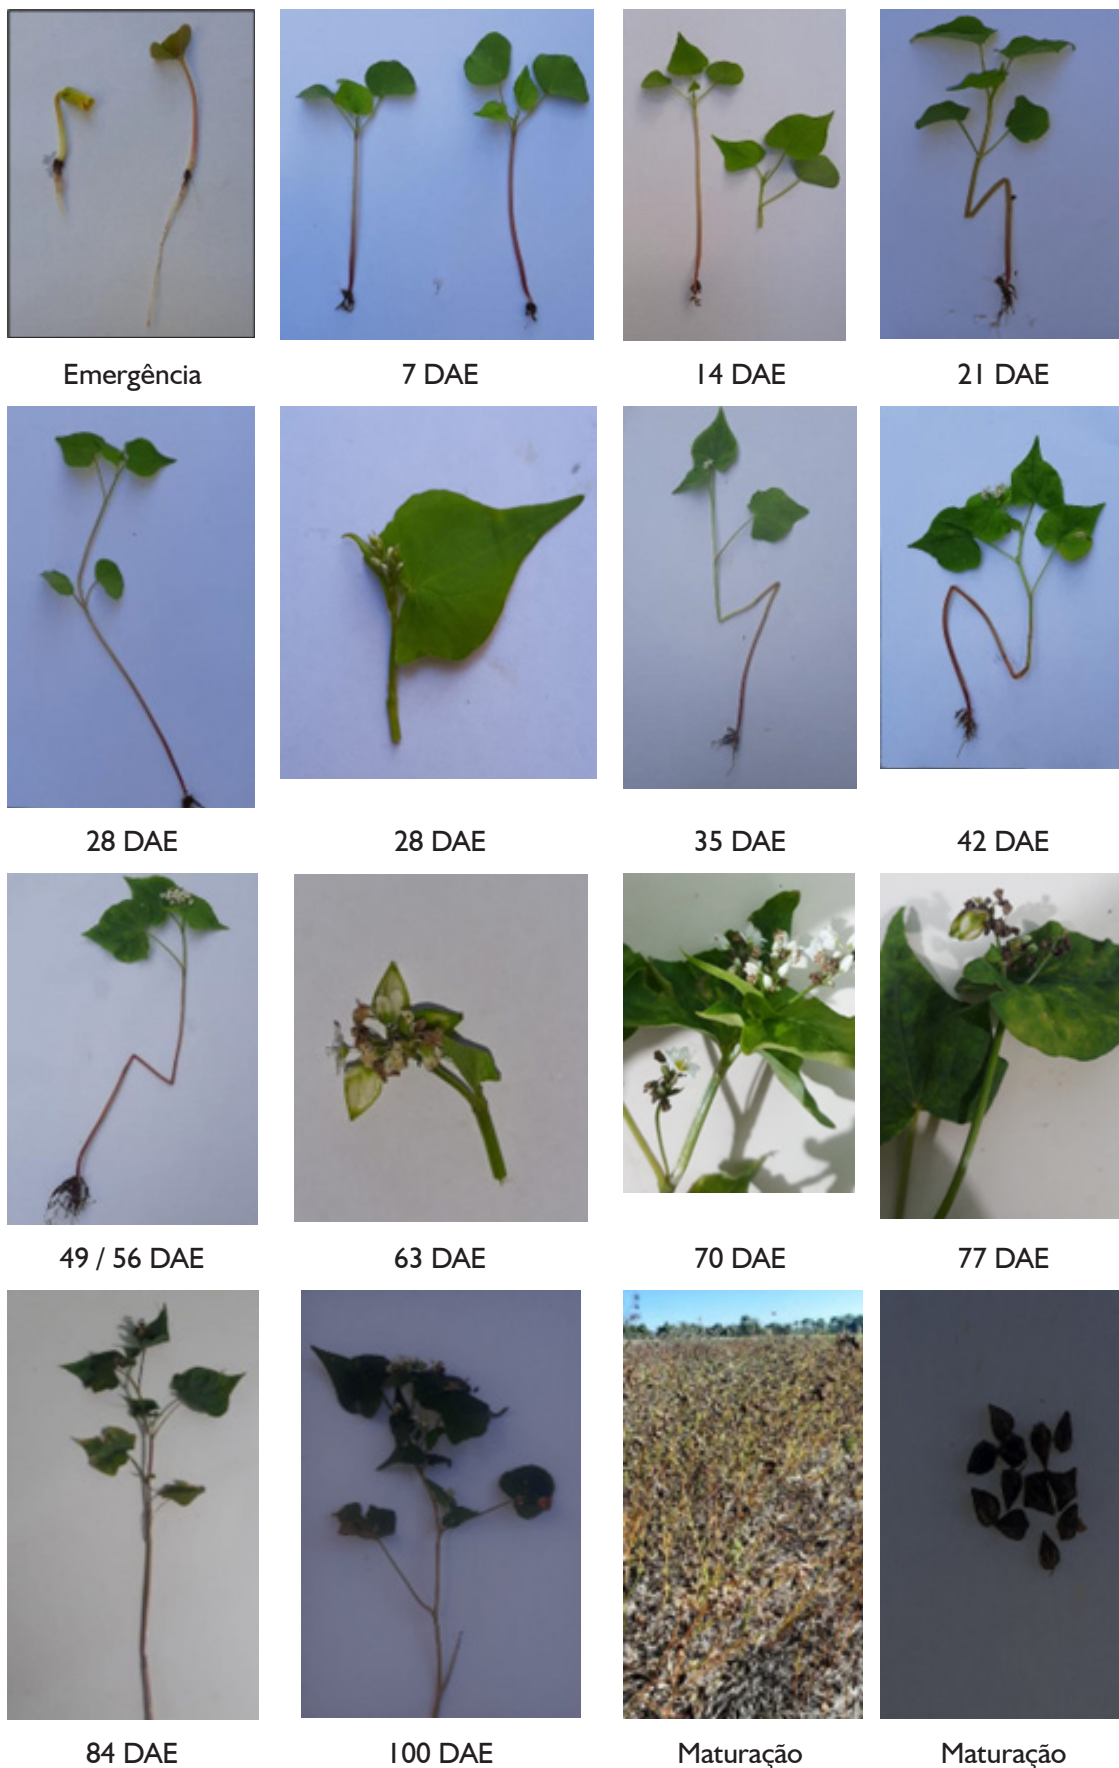 Emergência
7 DAE
14 DAE
21 DAE
28 DAE
28 DAE
35 DAE
42 DAE
49 / 56 DAE
63 DAE
70 DAE
77 DAE
84 DAE
100 DAE
Maturação
Maturação